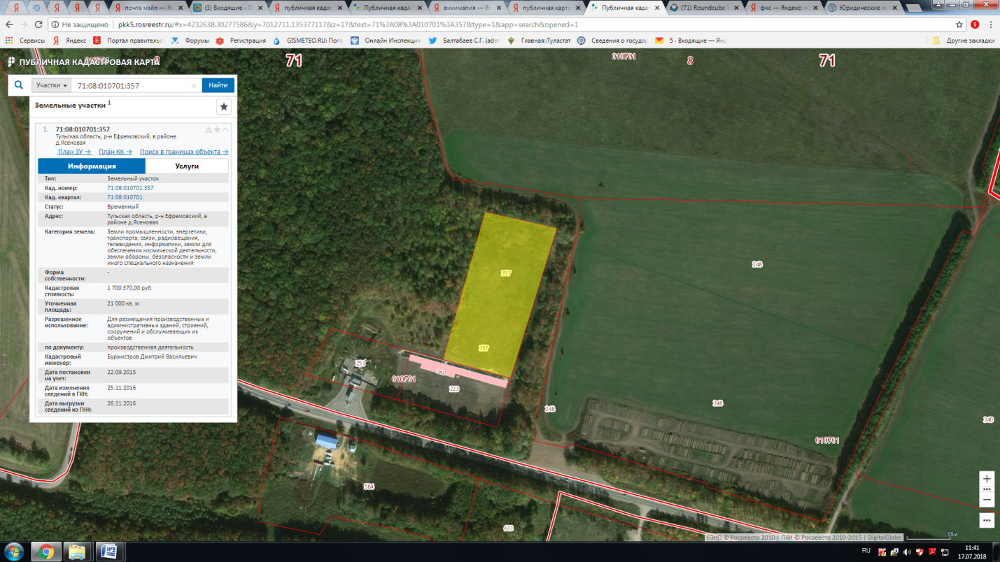 почта мэйл — Ян
(3) Входящие - П
публичная кадас
Публичная кадас
викимапия — Ян
публичная карто
Публичная кадас
(71) Roundcube
фнс — Яндекс: н
Юридические ли
Не защищено
pkk5.rosreestr.ru/#x=4232638.30277586&y=7012711.135377117&z=17&text=71%3A08%3A010701%3A357&type=1&app=search&opened=1
Сервисы
Яндекс
Портал правительс
Форумы
Регистрация
GISMETEO.RU: Пого
Онлайн Инспекция
Балтабаев С.Г. (adm
Главная::Туластат
Сведения о государ
5 · Входящие — Янд
Другие закладки
ПУБЛИЧНАЯ КАДАСТРОВАЯ КАРТА
010701
8
71
010701
8
71
Участки
71:08:010701:357
Найти
Земельные участки 1
1. 71:08:010701:357
Тульская область, р-н Ефремовский, в районе
д.Ясеновая
План ЗУ →
План КК →
Поиск в границах объекта →
Информация
Услуги
Тип: Земельный участок
Кад. номер: 71:08:010701:357
Кад. квартал: 71:08:010701
Статус: Временный
Адрес: Тульская область, р-н Ефремовский, в
районе д.Ясеновая
Категория земель: Земли промышленности, энергетики,
транспорта, связи, радиовещания,
телевидения, информатики, земли для
обеспечения космической деятельности,
земли обороны, безопасности и земли
иного специального назначения
Форма -
собственности:
Кадастровая 1 700 370,00 руб.
стоимость:
Уточненная 21 000 кв. м
площадь:
Разрешенное Для размещения производственных и
использование: административных зданий, строений,
сооружений и обслуживающих их
объектов
по документу: производственная деятельность
Кадастровый Бурмистров Дмитрий Васильевич
инженер:
Дата постановки 22.09.2015
на учет:
Дата изменения 25.11.2016
сведений в ГКН:
Дата выгрузки 26.11.2016
сведений из ГКН:
357
248
357
253
360
010701
223
248
248
340
010701
584
633
ЕЭКО © Росреестр 2010 | ПКК © Росреестр 2010-2015 | DigitalGlobe
50м
RU
11:41
17.07.2018